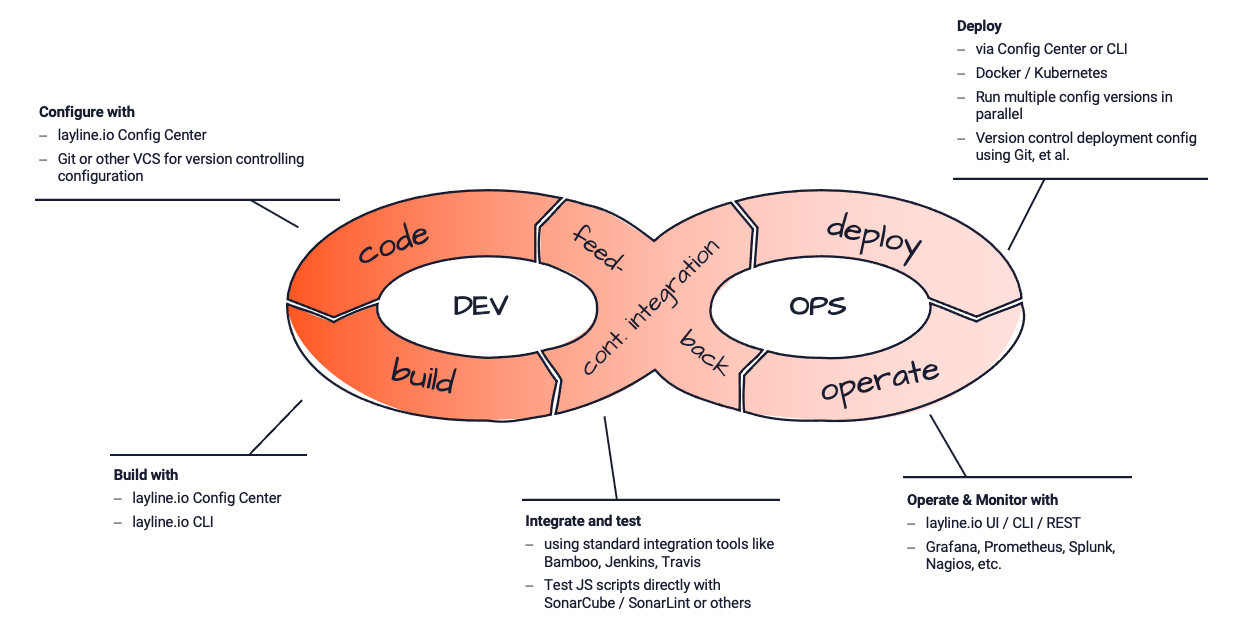 Deploy
– via Config Center or CLI
– Docker / Kubernetes
– Run multiple config versions in
parallel
– Version control deployment config
using Git, et al.
Configure with
– layline.io Config Center
– Git or other VCS for version controlling
configuration
code
feed-
cont. integration
back
deploy
DEV
OPS
build
operate
Build with
– layline.io Config Center
– layline.io CLI
Integrate and test
– using standard integration tools like
Bamboo, Jenkins, Travis
– Test JS scripts directly with
SonarCube / SonarLint or others
Operate & Monitor with
– layline.io UI / CLI / REST
– Grafana, Prometheus, Splunk,
Nagios, etc.